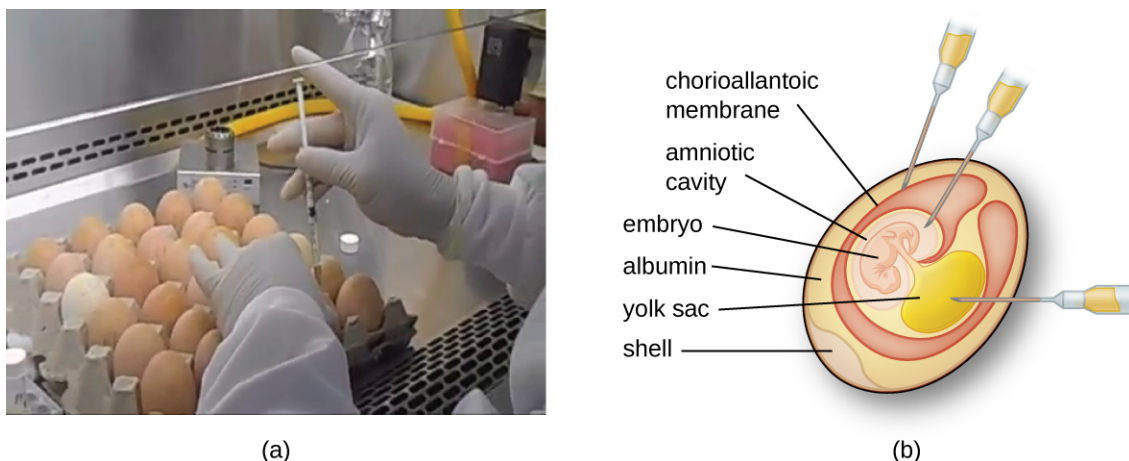 chorioallantoic
membrane
amniotic
cavity
embryo
albumin
yolk sac
shell
(a)
(b)